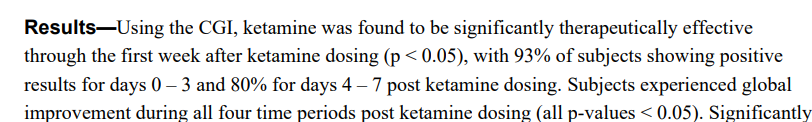 Results—Using the CGI, ketamine was found to be significantly therapeutically effective
through the first week after ketamine dosing (p < 0.05), with 93% of subjects showing positive
results for days 0 – 3 and 80% for days 4 – 7 post ketamine dosing. Subjects experienced global
improvement during all four time periods post ketamine dosing (all p-values < 0.05). Significantly